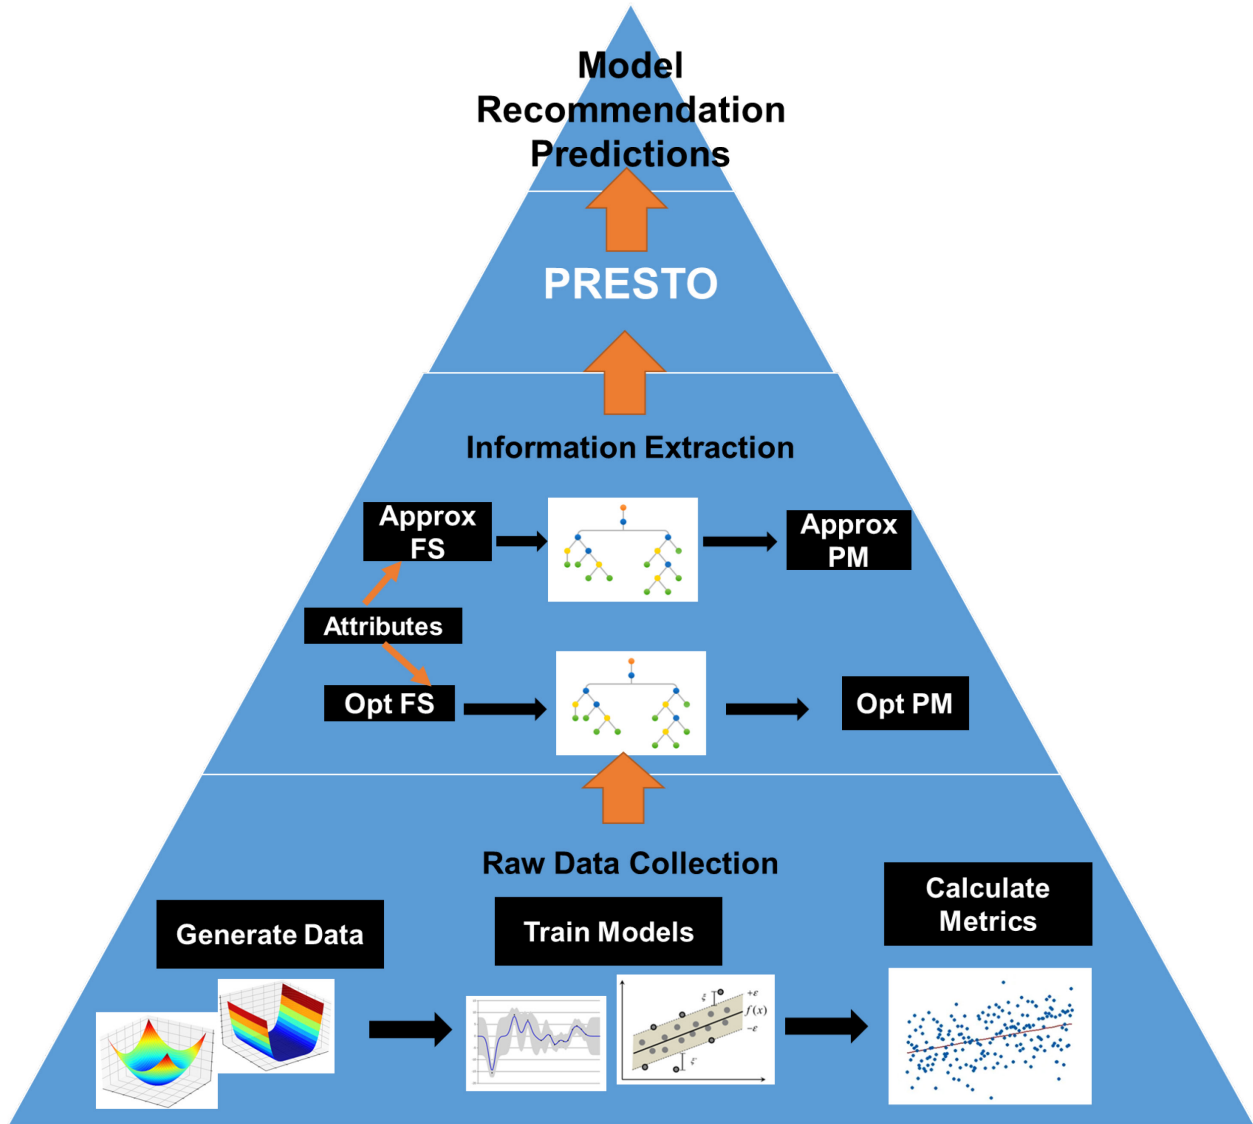 Model
Recommendation
Predictions
PRESTO
Information Extraction
Approx
FS
Approx
PM
Attributes
Opt FS
Opt PM
Raw Data Collection
Generate Data
Train Models
Calculate
Metrics
ξ
+ε
f(x)
−ε
ξ*